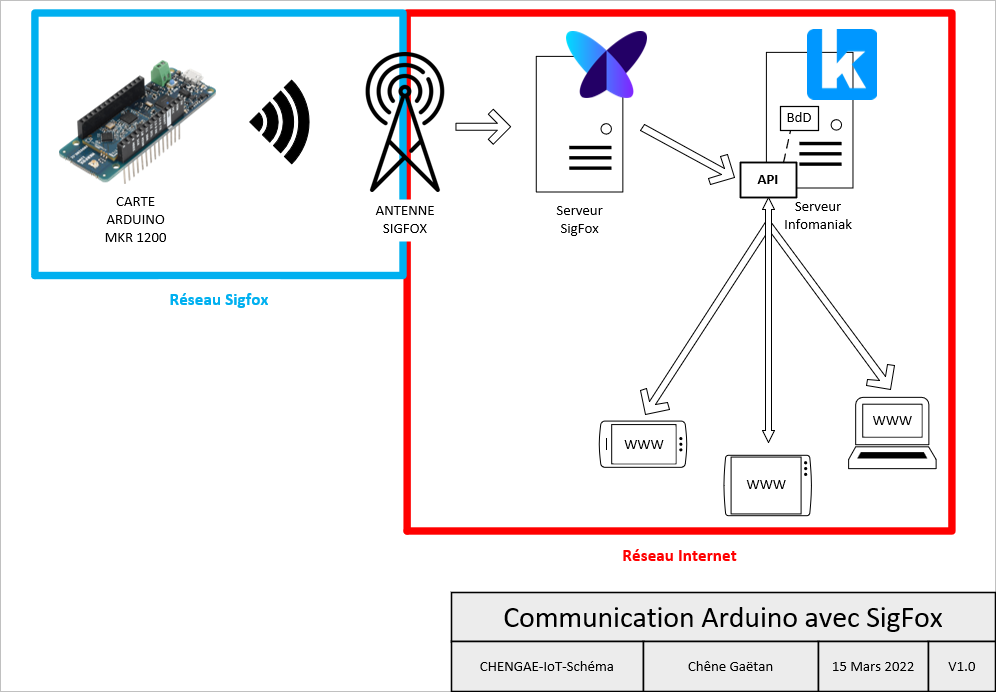 CARTE
ARDUINO
MKR 1200
ANTENNE
SIGFOX
Serveur
SigFox
BdD
API
Serveur
Infomaniak
Réseau Sigfox
WWW
WWW
WWW
Réseau Internet
Communication Arduino avec SigFox
CHENGAE-IoT-Schéma
Chêne Gaëtan
15 Mars 2022
V1.0